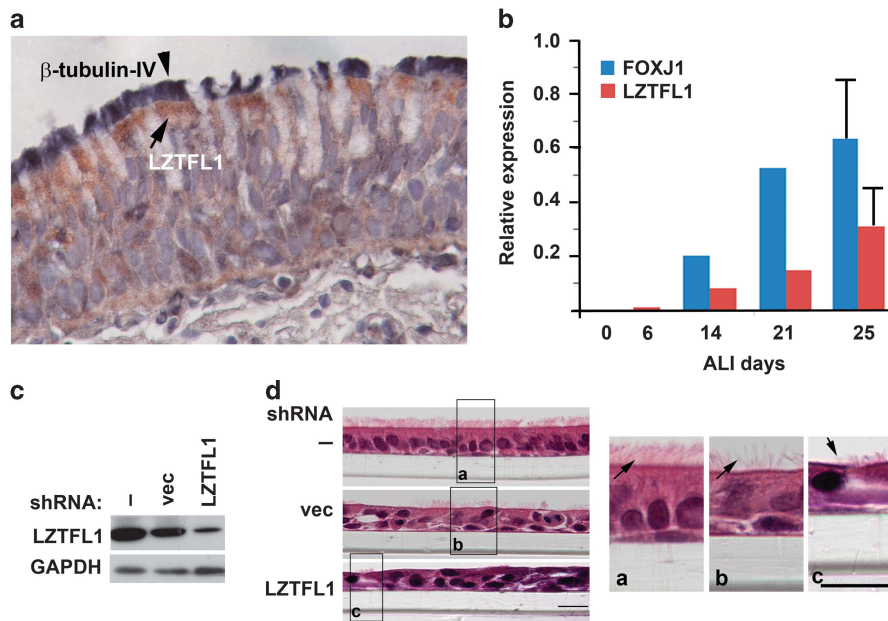 a
β-tubulin-IV
LZTFL1
b
1.0
0.8
0.6
0.4
0.2
Relative expression
FOXJ1
LZTFL1
0 6 14 21 25
ALI days
c
shRNA: – vec LZTFL1
LZTFL1
GAPDH
d
shRNA
–
a
vec
b
LZTFL1
c
a b c